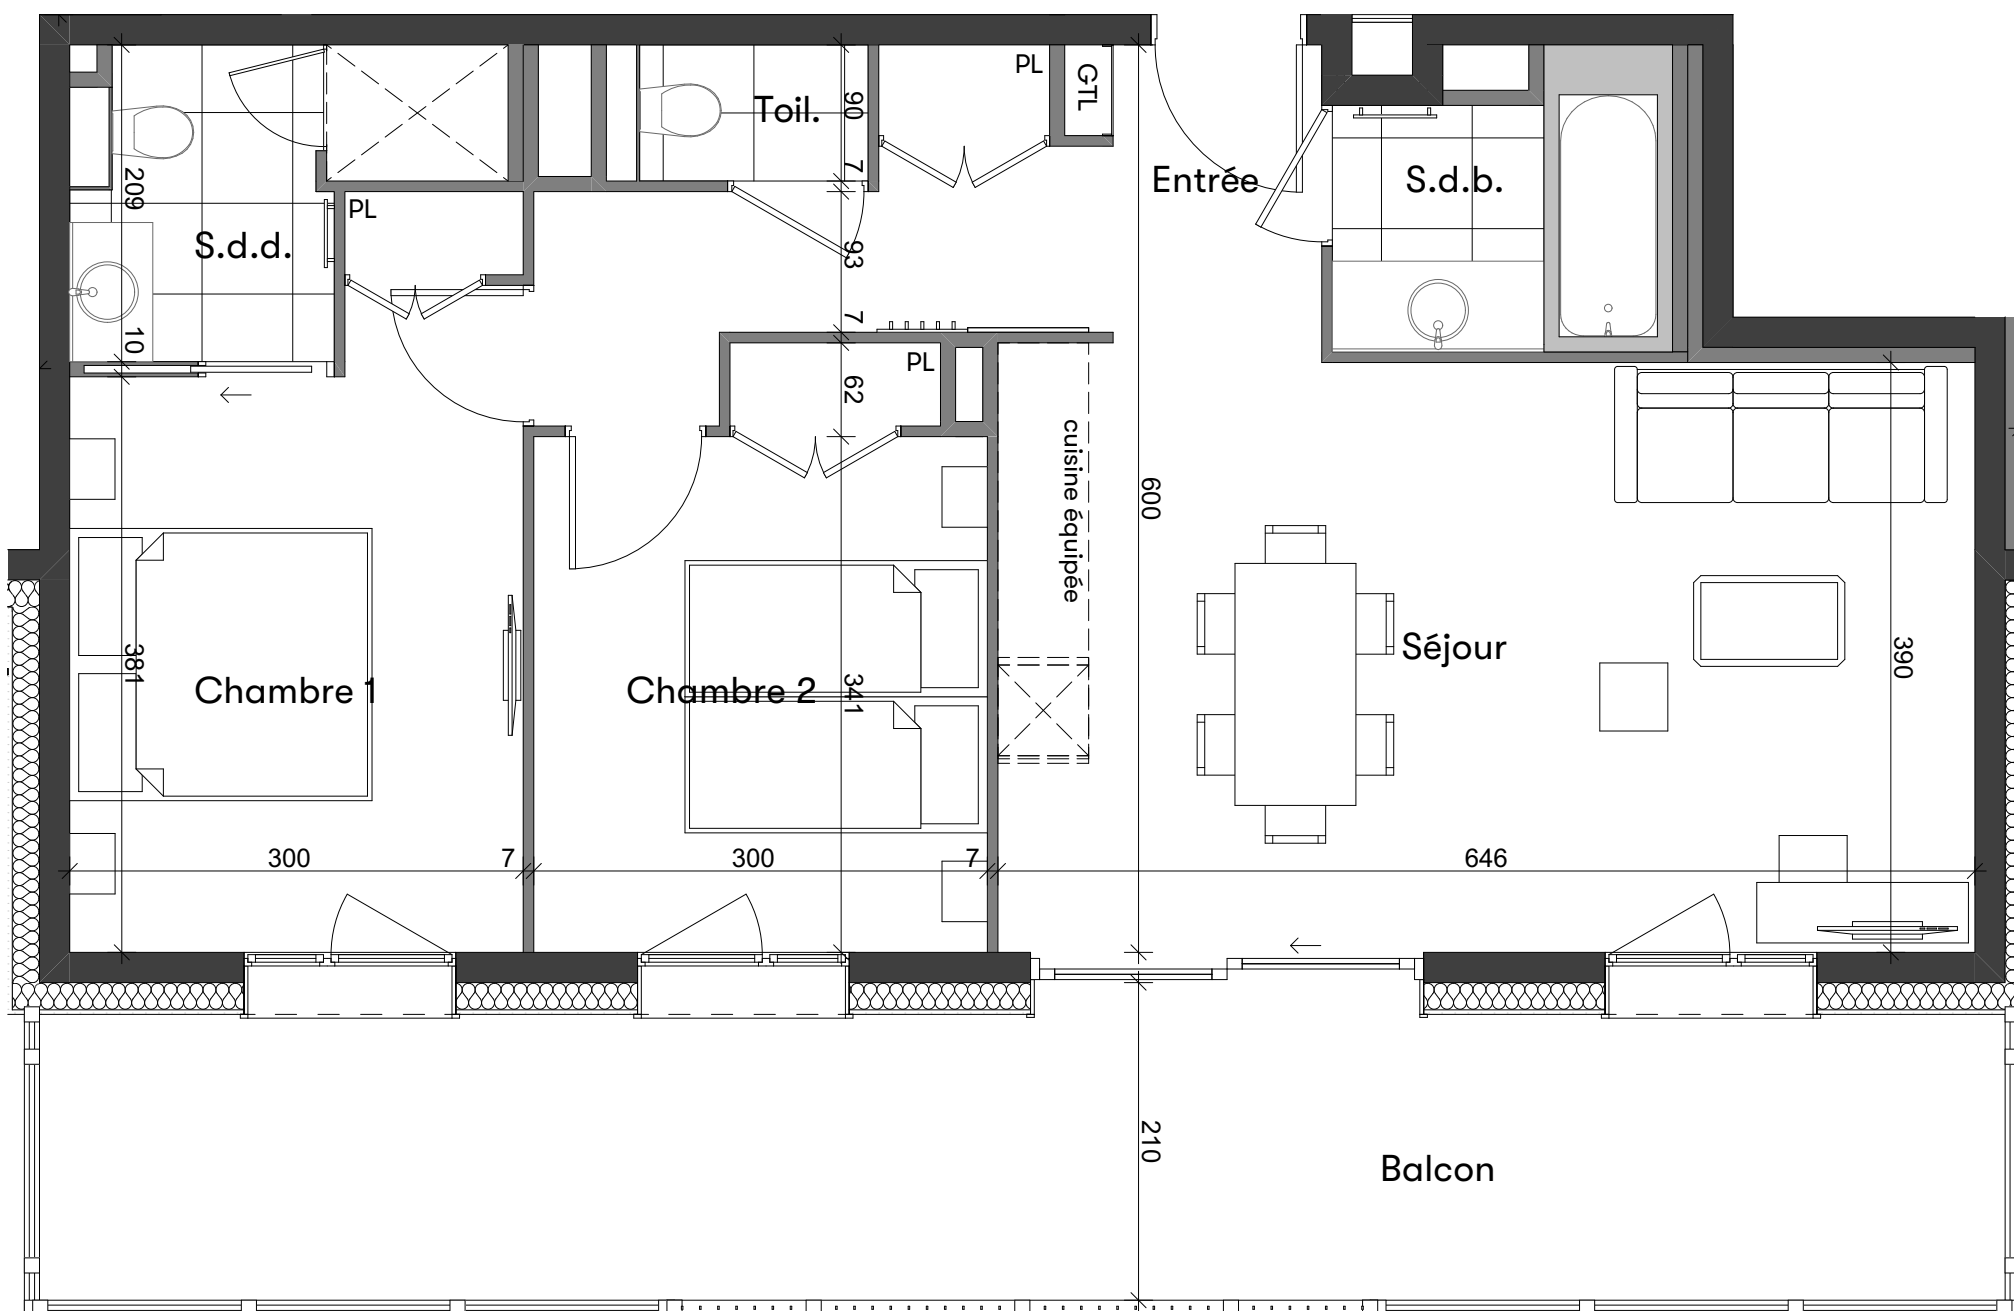 PL
GTL
Toil.
90
7
Entrée
S.d.b.
209
PL
S.d.d.
93
7
10
PL
62
cuisine équipée
600
Séjour
390
381
Chambre 1
Chambre 2
341
300
7
300
7
646
210
Balcon